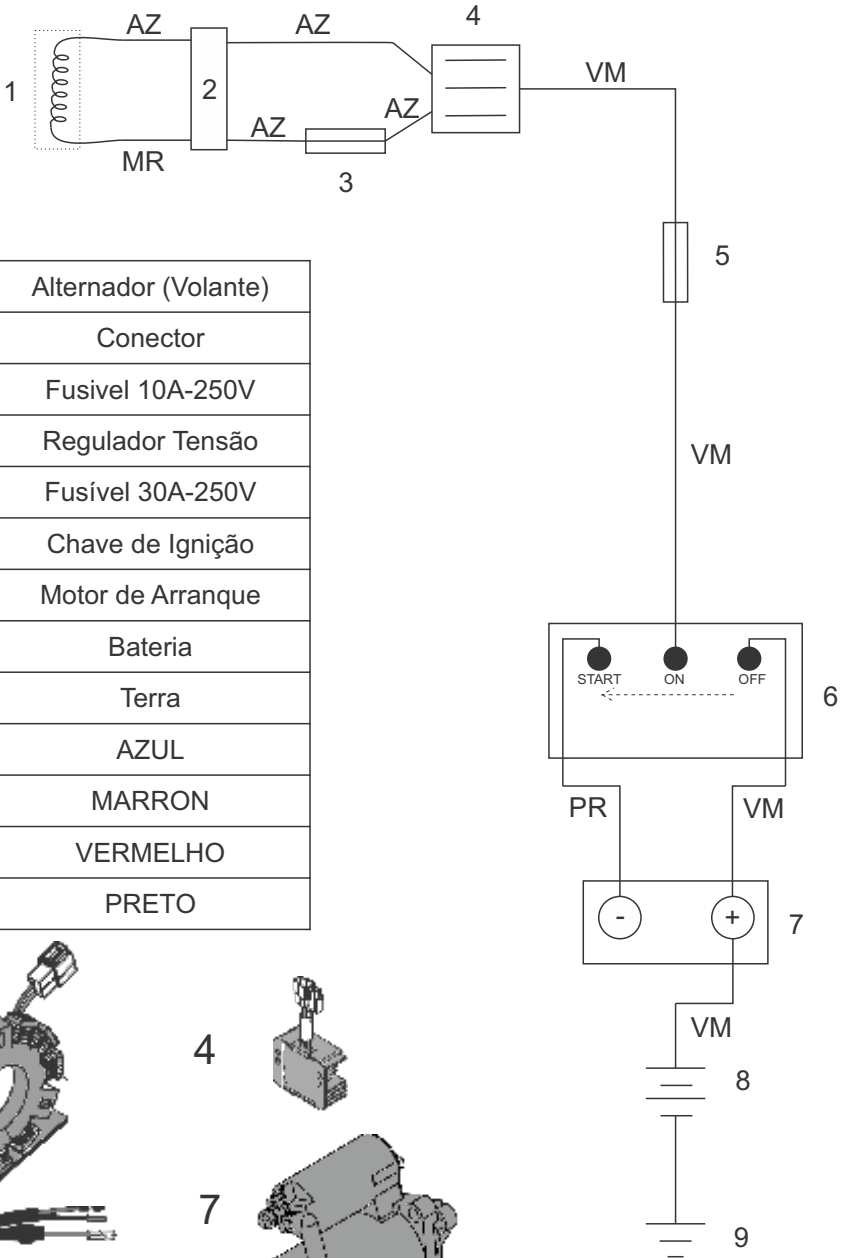 AZ AZ 4
1 2 VM
AZ AZ
MR
3
5
Alternador (Volante)
Conector
Fusivel 10A-250V
Regulador Tensão
Fusível 30A-250V
Chave de Ignição
Motor de Arranque
Bateria
Terra
AZUL
MARRON
VERMELHO
PRETO
VM
START ON OFF
6
PR VM
- + 7
VM
8
9
4
7